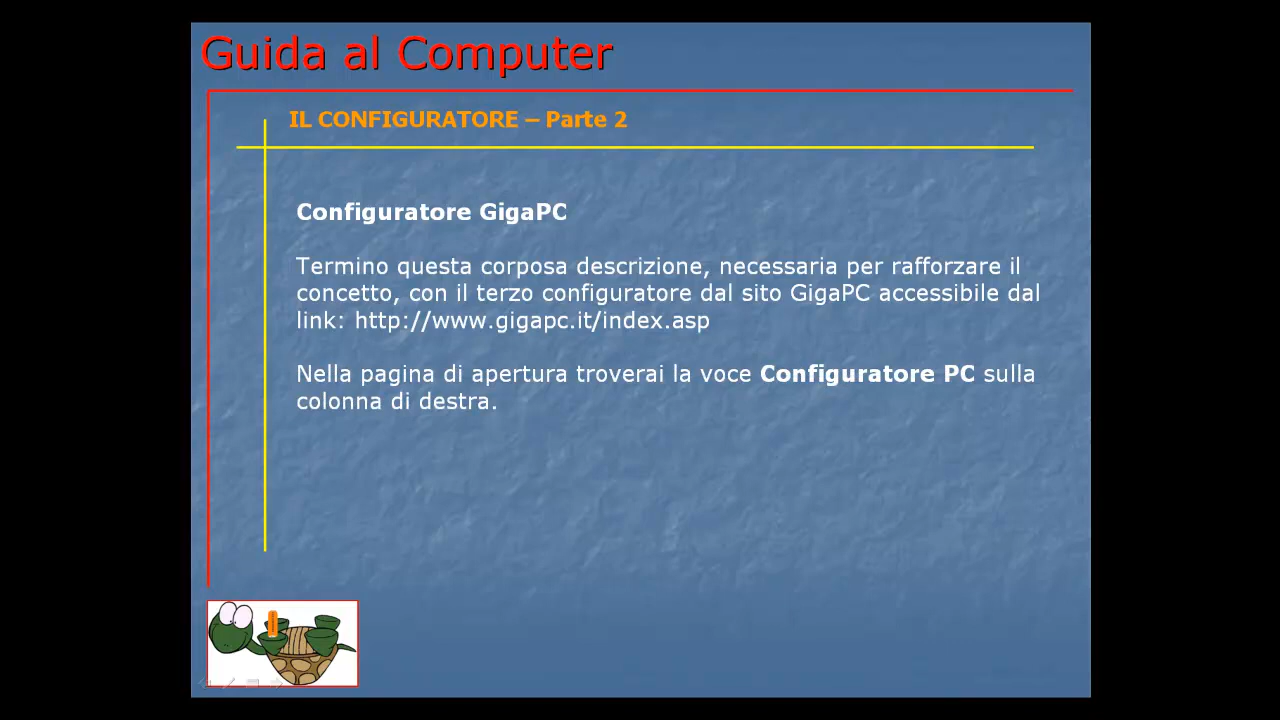 Guida al Computer
IL CONFIGURATORE – Parte 2
Configuratore GigaPC
Termino questa corposa descrizione, necessaria per rafforzare il
concetto, con il terzo configuratore dal sito GigaPC accessibile dal
link: http://www.gigapc.it/index.asp
Nella pagina di apertura troverai la voce Configuratore PC sulla
colonna di destra.